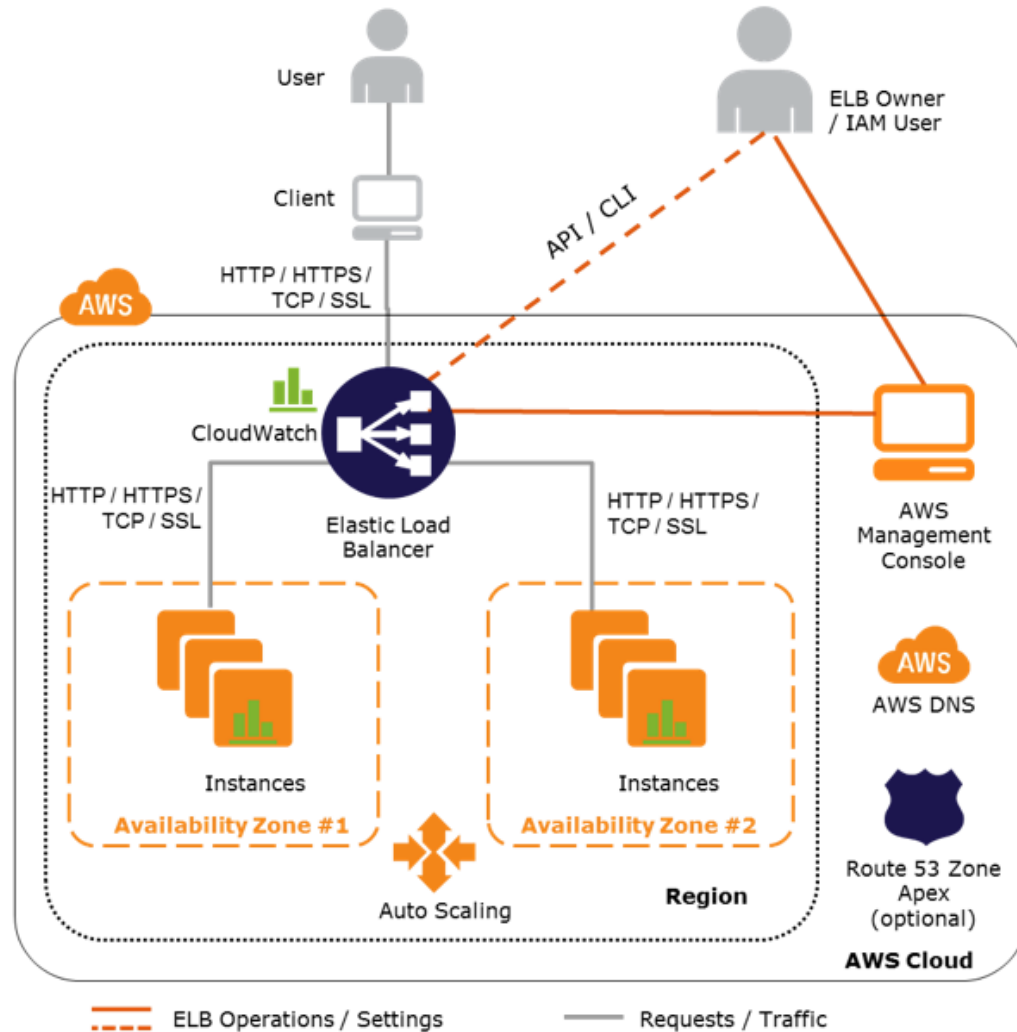 User
ELB Owner
/ IAM User
Client
API / CLI
HTTP / HTTPS /
TCP / SSL
AWS
CloudWatch
HTTP / HTTPS /
TCP / SSL
Elastic Load
Balancer
HTTP / HTTPS /
TCP / SSL
AWS
Management
Console
AWS
AWS DNS
Instances
Availability Zone #1
Instances
Availability Zone #2
Auto Scaling
Region
Route 53 Zone
Apex
(optional)
AWS Cloud
ELB Operations / Settings
Requests / Traffic